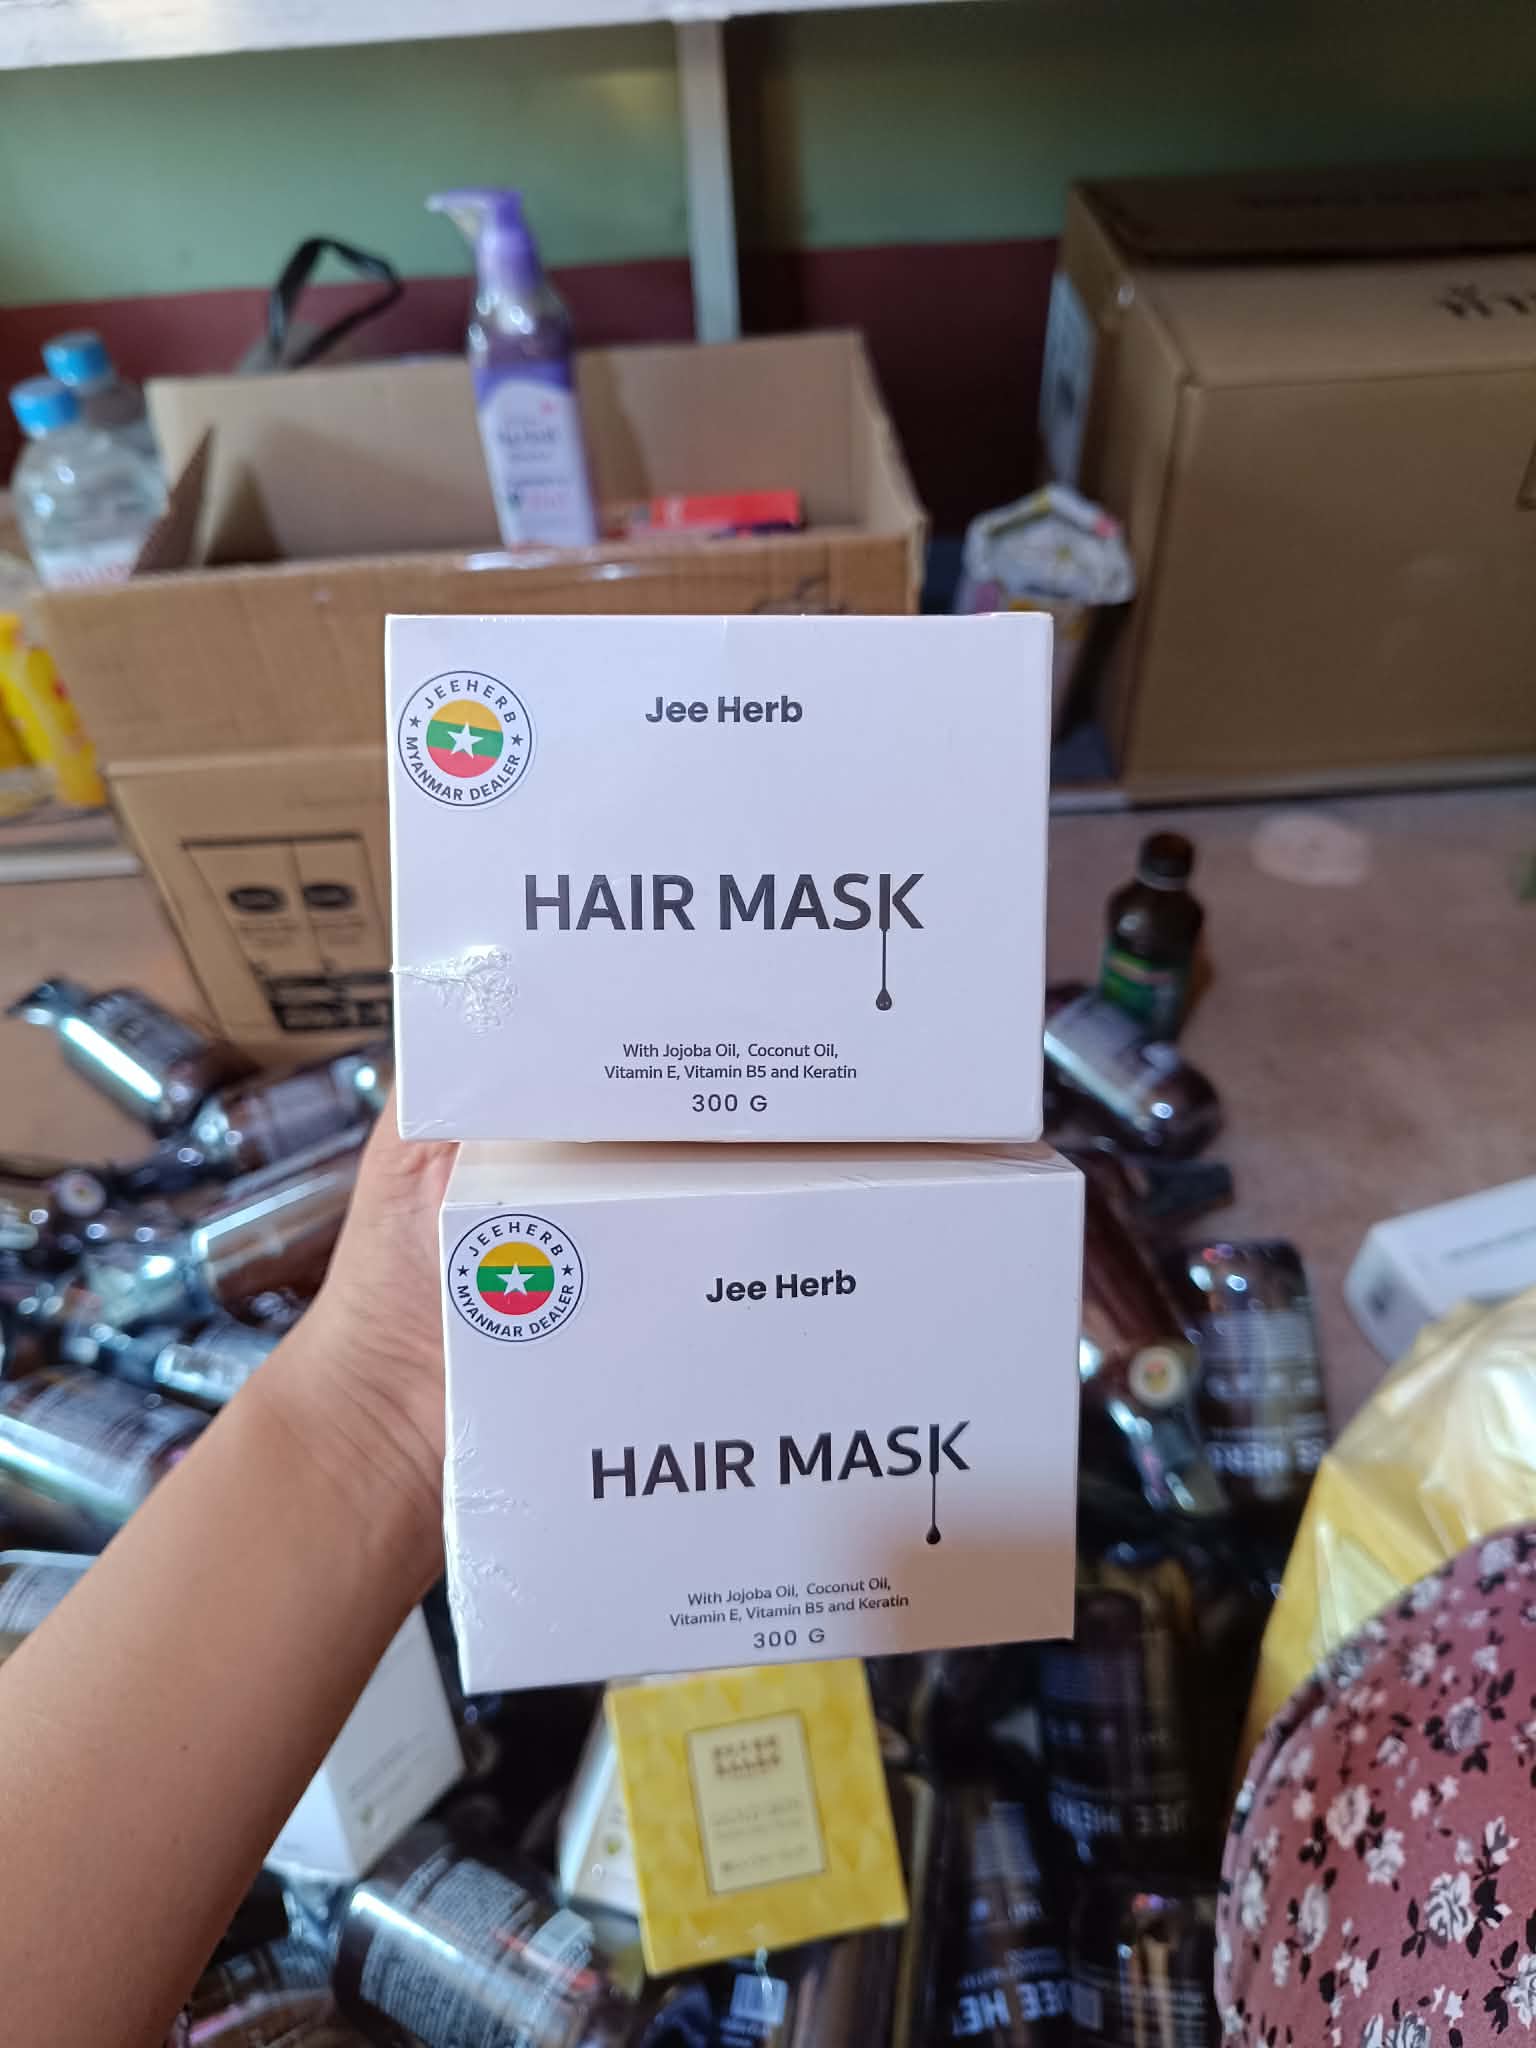 JEEHERB
MYANMAR DEALER
Jee Herb
HAIR MASK
With Jojoba Oil, Coconut Oil,
Vitamin E, Vitamin B5 and Keratin
300 G
JEEHERB
MYANMAR DEALER
Jee Herb
HAIR MASK
With Jojoba Oil, Coconut Oil,
Vitamin E, Vitamin B5 and Keratin
300 G